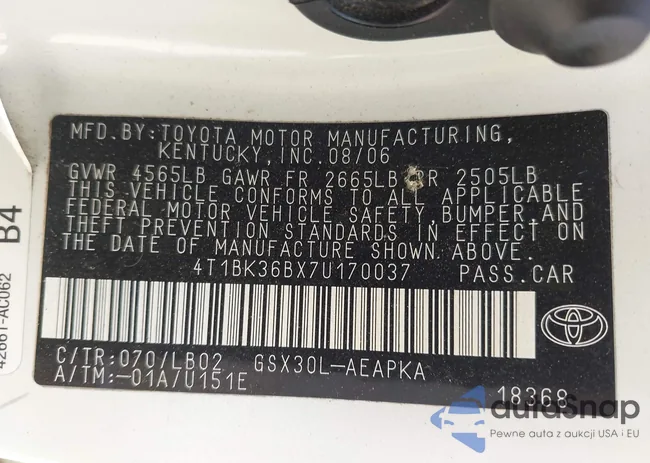 MFD. BY: TOYOTA MOTOR MANUFACTURING,
KENTUCKY, INC. 08/06
GVWR 4565LB GAWR FR 2665LB RR 2505LB
THIS VEHICLE CONFORMS TO ALL APPLICABLE
FEDERAL MOTOR VEHICLE SAFETY, BUMPER, AND
THEFT PREVENTION STANDARDS IN EFFECT ON
THE DATE OF MANUFACTURE SHOWN ABOVE.
4T1BK36BX7U170037 PASS. CAR
C/TR: 070/LB02 GSX30L-AEAPKA
A/TM: -01A/U151E
18368
B4
42661-AC062
autaSnap
Pewne auta z aukcji USA i EU